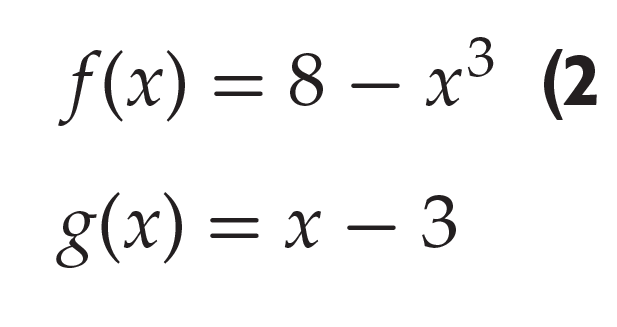 f(x) = 8 − x³ (2
g(x) = x − 3